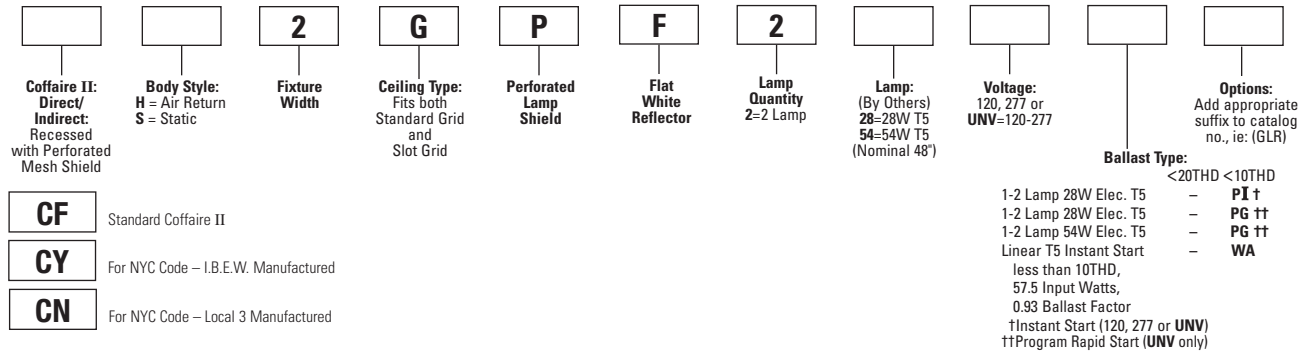 2
G
P
F
2
Coffaire II:
Direct/
Indirect:
Recessed
with Perforated
Mesh Shield
Body Style:
H = Air Return
S = Static
Fixture
Width
Ceiling Type:
Fits both
Standard Grid
and
Slot Grid
Perforated
Lamp
Shield
Flat
White
Reflector
Lamp
Quantity
2=2 Lamp
Lamp:
(By Others)
28=28W T5
54=54W T5
(Nominal 48")
Voltage:
120, 277 or
UNV=120-277
Options:
Add appropriate
suffix to catalog
no., ie: (GLR)
Ballast Type:
<20THD <10THD
1-2 Lamp 28W Elec. T5 – PI †
1-2 Lamp 28W Elec. T5 – PG ††
1-2 Lamp 54W Elec. T5 – PG ††
Linear T5 Instant Start – WA
less than 10THD,
57.5 Input Watts,
0.93 Ballast Factor
†Instant Start (120, 277 or UNV)
††Program Rapid Start (UNV only)
CF Standard Coffaire II
CY For NYC Code – I.B.E.W. Manufactured
CN For NYC Code – Local 3 Manufactured